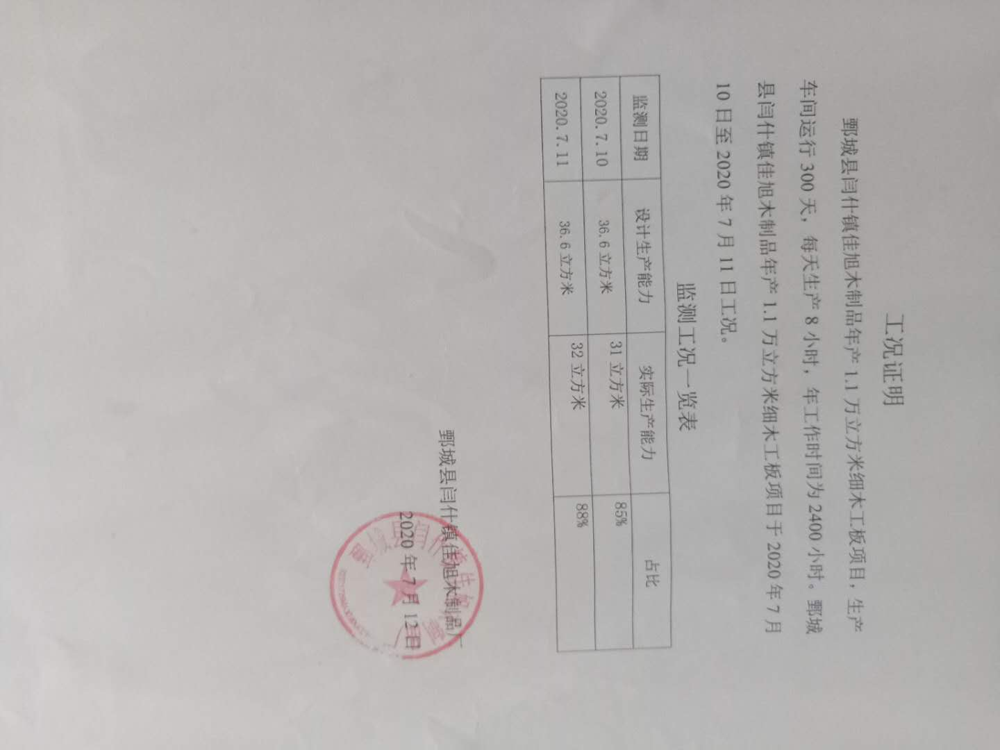 工况证明
鄄城县闫什镇佳旭木制品年产 1.1 万立方米细木工板项目，生产
车间运行 300 天，每天生产 8 小时，年工作时间为 2400 小时。鄄城
县闫什镇佳旭木制品年产 1.1 万立方米细木工板项目于 2020 年 7 月
10 日至 2020 年 7 月 11 日工况。
监测工况一览表
监测日期 设计生产能力 实际生产能力 占比
2020.7.10 36.6 立方米 31 立方米 85%
2020.7.11 36.6 立方米 32 立方米 88%
鄄城县闫什镇佳旭木制品厂
2020 年 7 月 12 日